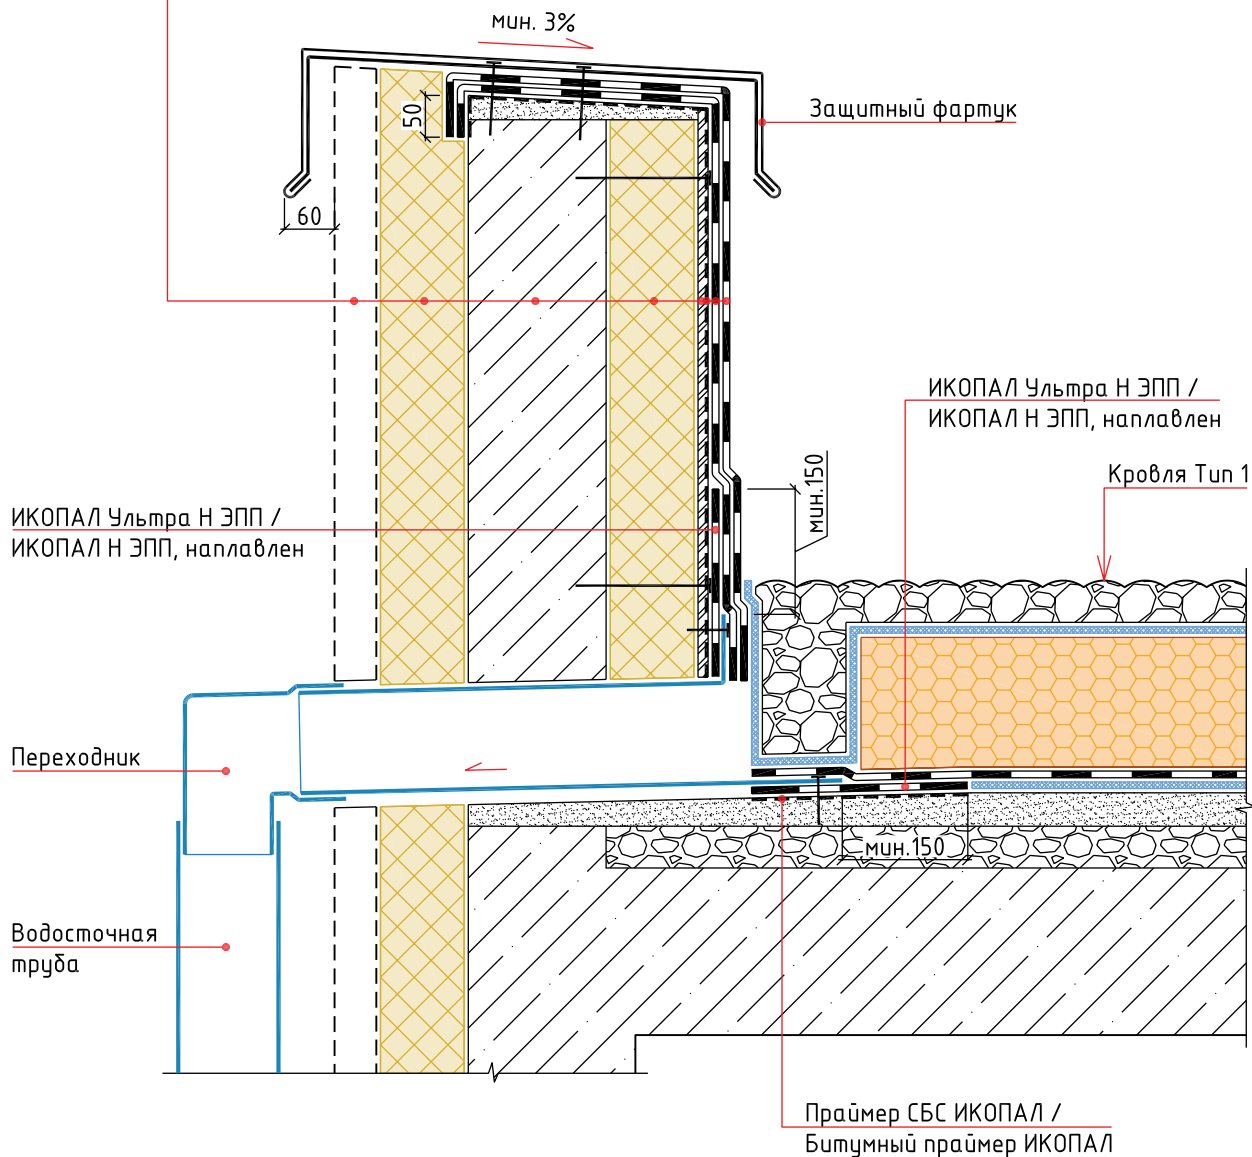 мин. 3%
50
Защитный фартук
60
ИКОПАЛ Ультра Н ЭПП /
ИКОПАЛ Н ЭПП, наплавлен
мин.150
Кровля Тип 1
ИКОПАЛ Ультра Н ЭПП /
ИКОПАЛ Н ЭПП, наплавлен
Переходник
мин.150
Водосточная
труба
Праймер СБС ИКОПАЛ /
Битумный праймер ИКОПАЛ